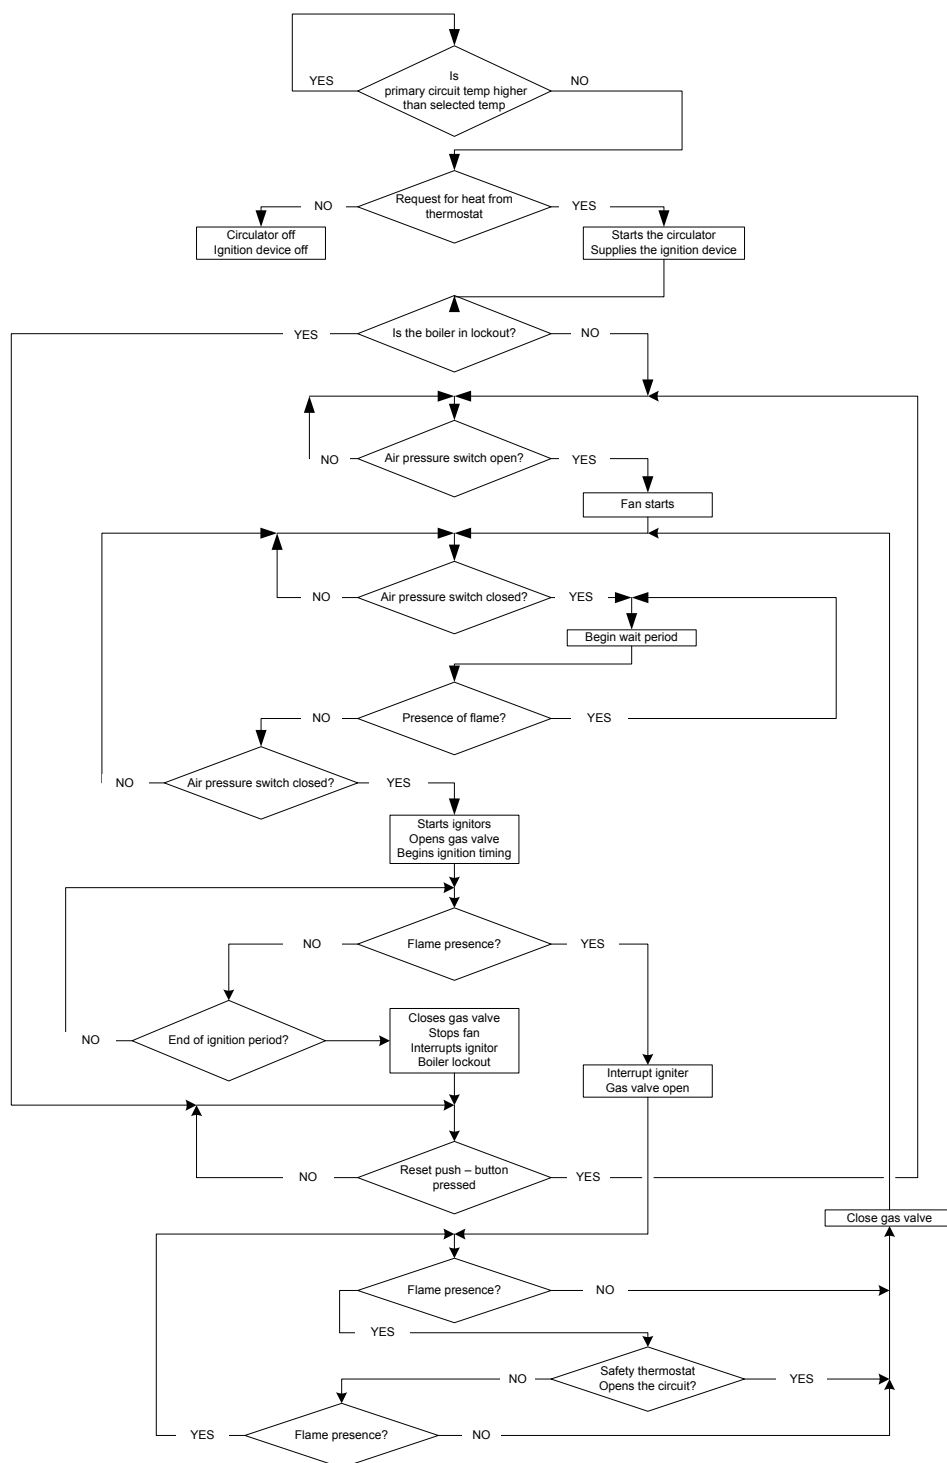 Is
primary circuit temp higher
than selected temp
YES
NO
Request for heat from
thermostat
NO
YES
Circulator off
Ignition device off
Starts the circulator
Supplies the ignition device
YES
Is the boiler in lockout?
NO
NO
Air pressure switch open?
YES
Fan starts
NO
Air pressure switch closed?
YES
Begin wait period
NO
Presence of flame?
YES
NO
Air pressure switch closed?
YES
Starts ignitors
Opens gas valve
Begins ignition timing
NO
Flame presence?
YES
NO
End of ignition period?
Closes gas valve
Stops fan
Interrupts ignitor
Boiler lockout
Interrupt igniter
Gas valve open
NO
Reset push – button
pressed
YES
Close gas valve
Flame presence?
NO
YES
NO
Safety thermostat
Opens the circuit?
YES
YES
Flame presence?
NO